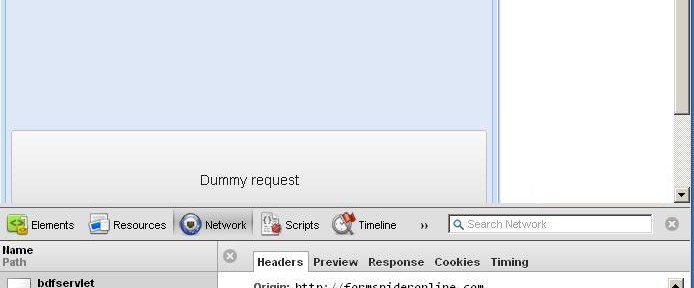 Dummy request
Elements Resources Network Scripts Timeline » Search Network
Name
Path
Headers Preview Response Cookies Timing
bdfservlet
Origin: http://formspideronline.com